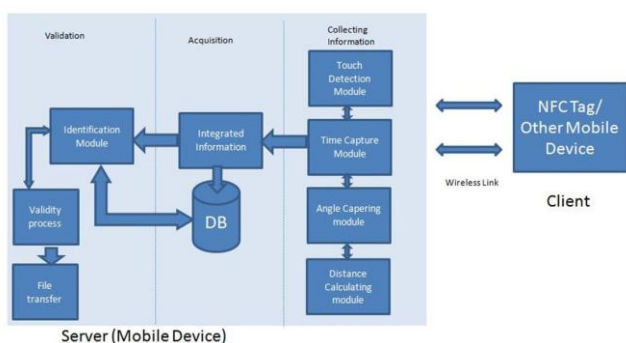 Validation
Acquisition
Collecting
Information
Touch
Detection
Module
Identification
Module
Integrated
Information
Time Capture
Module
NFC Tag/
Other Mobile
Device
Wireless Link
Client
Validity
process
DB
Angle Capering
module
File
transfer
Distance
Calculating
module
Server (Mobile Device)